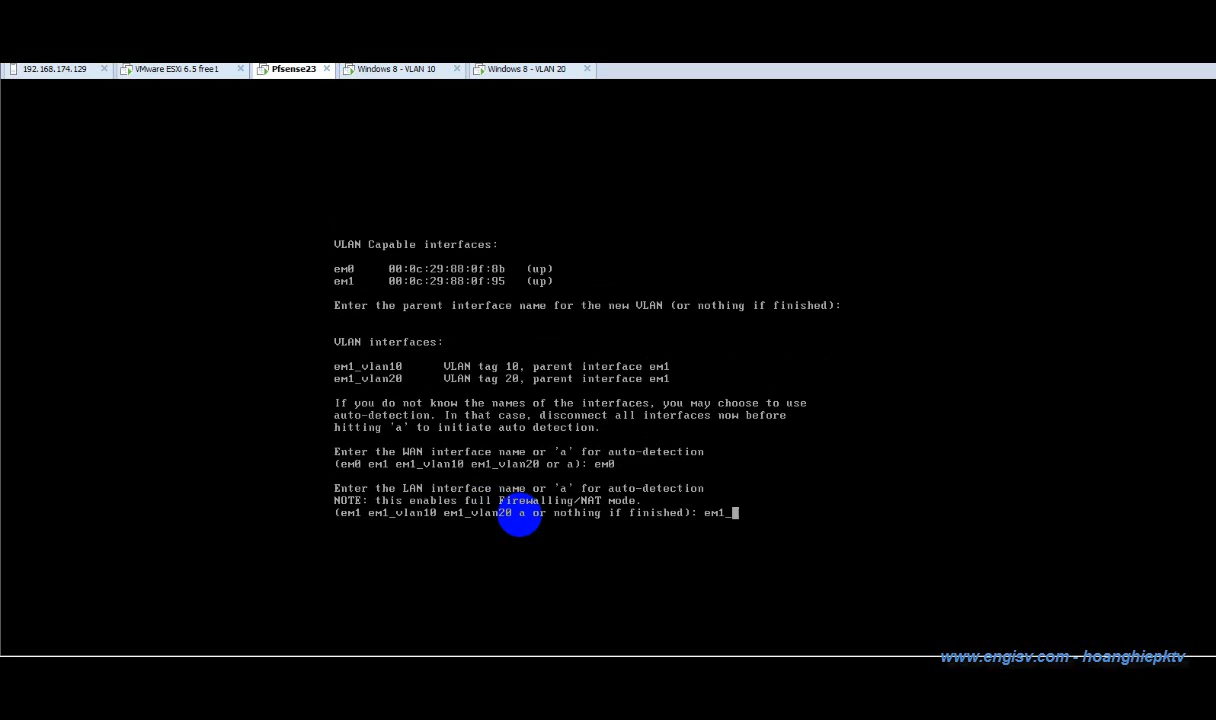 192.168.174.129
VMware ESXi 6.5 free1
Pfsense23
Windows 8 - VLAN 10
Windows 8 - VLAN 20
VLAN Capable interfaces:
em0 00:0c:29:88:0f:8b (up)
em1 00:0c:29:88:0f:95 (up)
Enter the parent interface name for the new VLAN (or nothing if finished):
VLAN interfaces:
em1_vlan10 VLAN tag 10, parent interface em1
em1_vlan20 VLAN tag 20, parent interface em1
If you do not know the names of the interfaces, you may choose to use
auto-detection. In that case, disconnect all interfaces now before
hitting 'a' to initiate auto detection.
Enter the WAN interface name or 'a' for auto-detection
(em0 em1 em1_vlan10 em1_vlan20 or a): em0
Enter the LAN interface name or 'a' for auto-detection
NOTE: this enables full Firewalling/NAT mode.
(em1 em1_vlan10 em1_vlan20 a or nothing if finished): em1_
www.engisv.com - hoanghiepktv